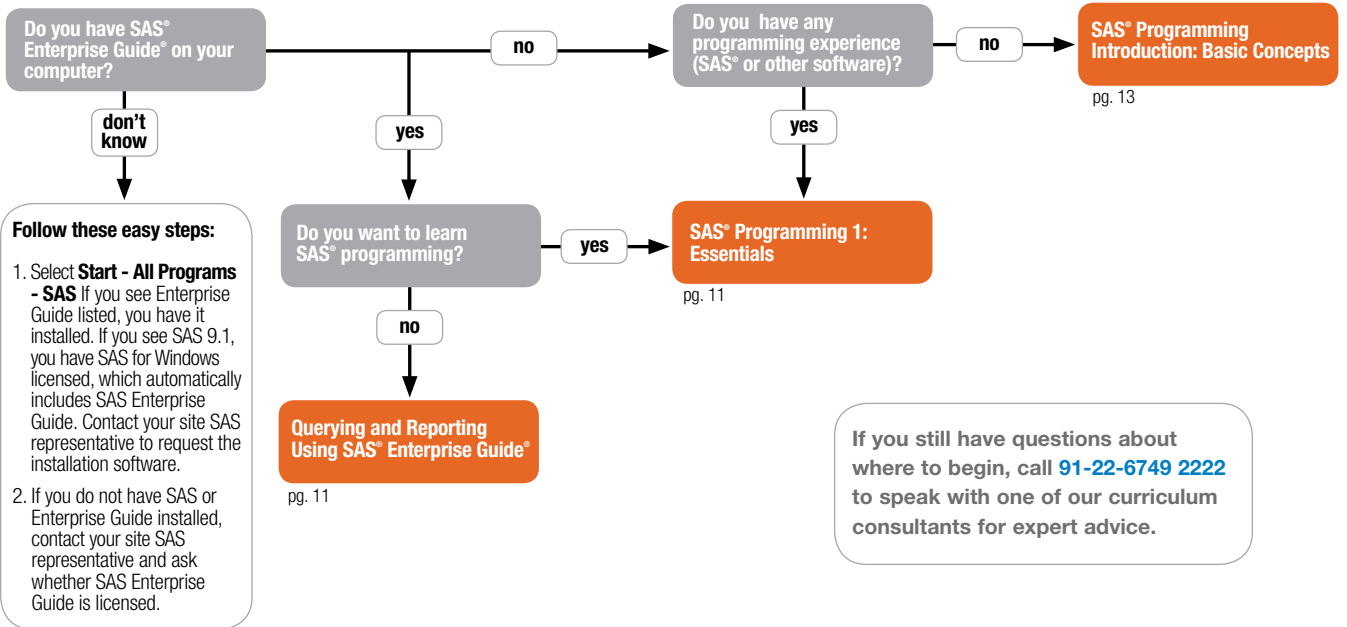 Do you have SAS®
Enterprise Guide® on your
computer?
no
Do you  have any
programming experience
(SAS® or other software)?
no
SAS® Programming
Introduction: Basic Concepts
pg. 13
don't
know
yes
yes
Follow these easy steps:
1. Select Start - All Programs
- SAS If you see Enterprise
Guide listed, you have it
installed. If you see SAS 9.1,
you have SAS for Windows
licensed, which automatically
includes SAS Enterprise
Guide. Contact your site SAS
representative to request the
installation software.
2. If you do not have SAS or
Enterprise Guide installed,
contact your site SAS
representative and ask
whether SAS Enterprise
Guide is licensed.
Do you want to learn
SAS® programming?
yes
SAS® Programming 1:
Essentials
pg. 11
no
Querying and Reporting
Using SAS® Enterprise Guide®
pg. 11
If you still have questions about
where to begin, call 91-22-6749 2222
to speak with one of our curriculum
consultants for expert advice.